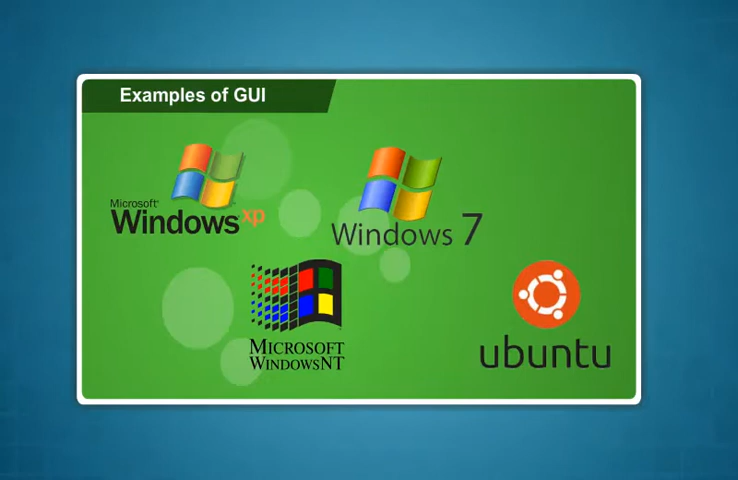 Examples of GUI
Microsoft®
Windows xp
Windows 7
MICROSOFT
WINDOWSNT
ubuntu